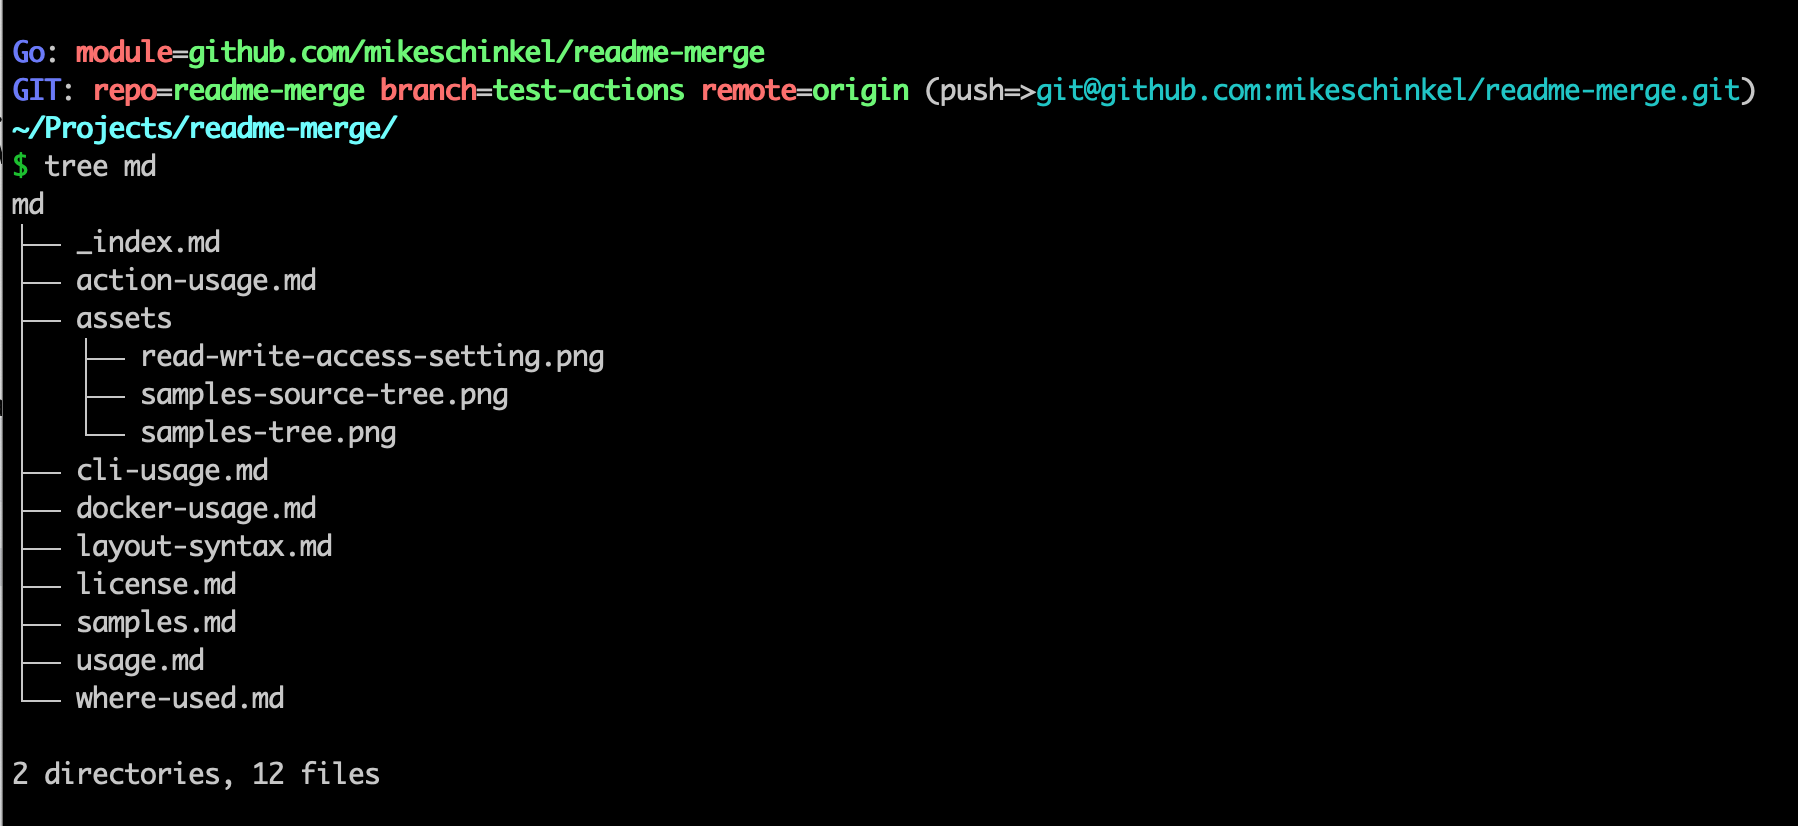 Go: module=github.com/mikeschinkel/readme-merge
GIT: repo=readme-merge branch=test-actions remote=origin (push=>git@github.com:mikeschinkel/readme-merge.git)
~/Projects/readme-merge/
$ tree md
md
├── _index.md
├── action-usage.md
├── assets
│   ├── read-write-access-setting.png
│   ├── samples-source-tree.png
│   └── samples-tree.png
├── cli-usage.md
├── docker-usage.md
├── layout-syntax.md
├── license.md
├── samples.md
├── usage.md
└── where-used.md
2 directories, 12 files